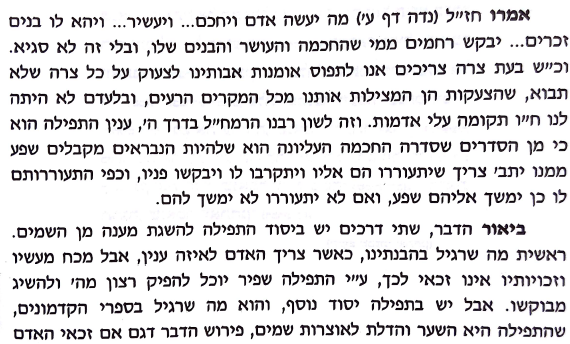 אמרו חז״ל (נדה דף ע׳) מה יעשה אדם ויחכם... ויעשיר... ויהא לו בנים
זכרים... יבקש רחמים ממי שהחכמה והעושר והבנים שלו, ובלי זה לא סגיא.
וכ״ש בעת צרה צריכים אנו לתפוס אומנות אבותינו לצעוק על כל צרה שלא
תבוא, שהצעקות הן המצילות אותנו מכל המקרים הרעים, ובלעדם לא היתה
לנו ח״ו תקומה עלי אדמות. וזה לשון רבנו הרמח״ל בדרך ה׳, ענין התפילה הוא
כי מן הסדרים שסדרה החכמה העליונה הוא שלהיות הנבראים מקבלים שפע
ממנו יתב׳ צריך שיתעוררו הם אליו ויתקרבו לו ויבקשו פניו, וכפי התעוררותם
לו כן ימשך אליהם שפע, ואם לא יתעוררו לא ימשך להם.
ביאור הדבר, שתי דרכים יש ביסוד התפילה להשגת מענה מן השמים.
ראשית מה שרגיל בהבנתינו, כאשר צריך האדם לאיזה ענין, אבל מכח מעשיו
וזכויותיו אינו זכאי לכך, ע״י התפילה שפיר יוכל להפיק רצון מה׳ ולהשיג
מבוקשו. אבל יש בתפילה יסוד נוסף, והוא מה שרגיל בספרי הקדמונים,
שהתפילה היא השער והדלת לאוצרות שמים, פירוש הדבר דגם אם זכאי האדם